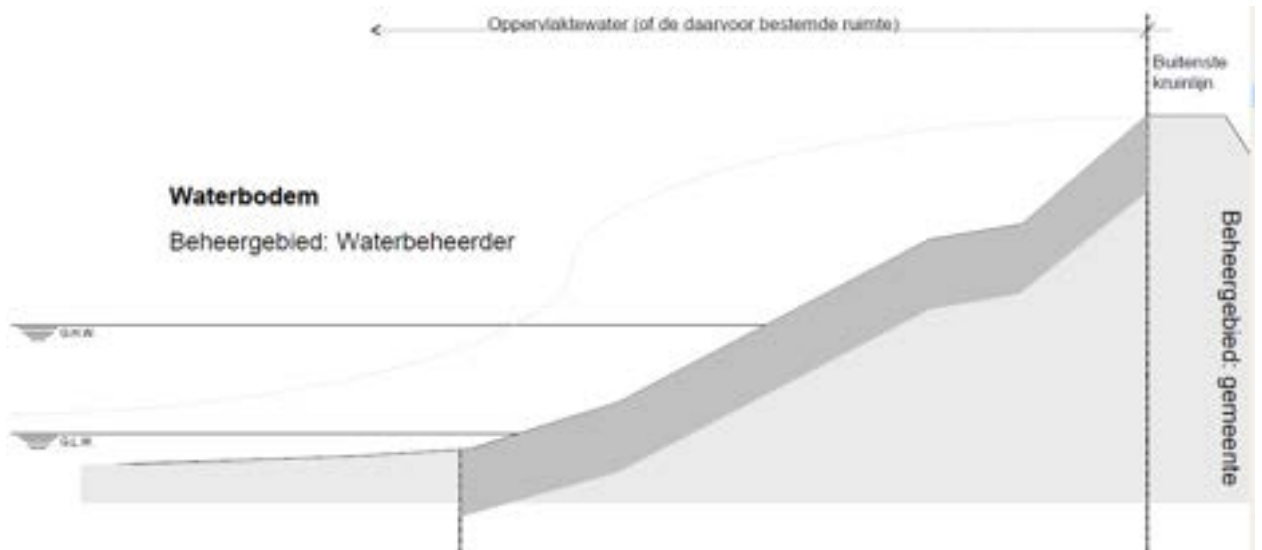 Oppervlaktewater (of de daarvoor bestemde ruimte)
Buitenste
kruinlijn
Waterbodem
Beheergebied: Waterbeheerder
G.H.W.
G.L.W.
Beheergebied: gemeente